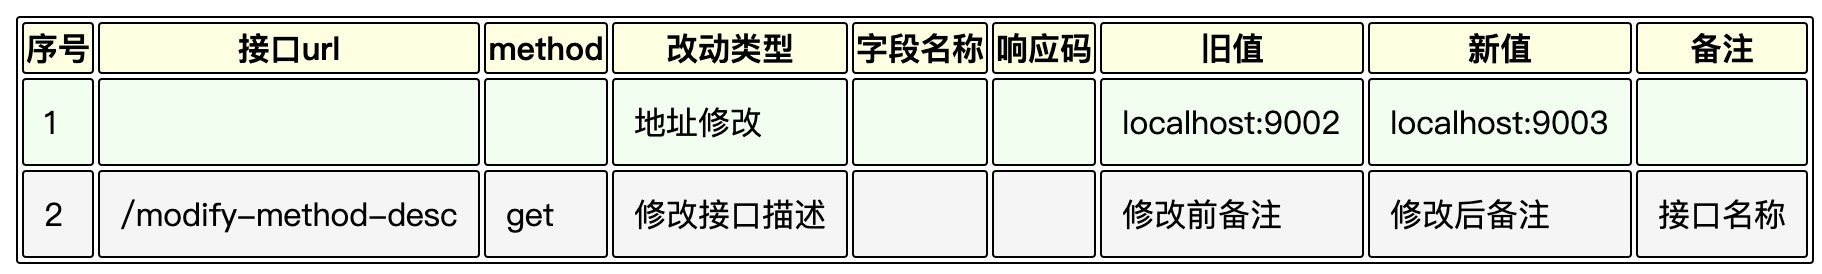 序号 接口url method 改动类型 字段名称 响应码 旧值 新值 备注
1 地址修改 localhost:9002 localhost:9003
2 /modify-method-desc get 修改接口描述 修改前备注 修改后备注 接口名称